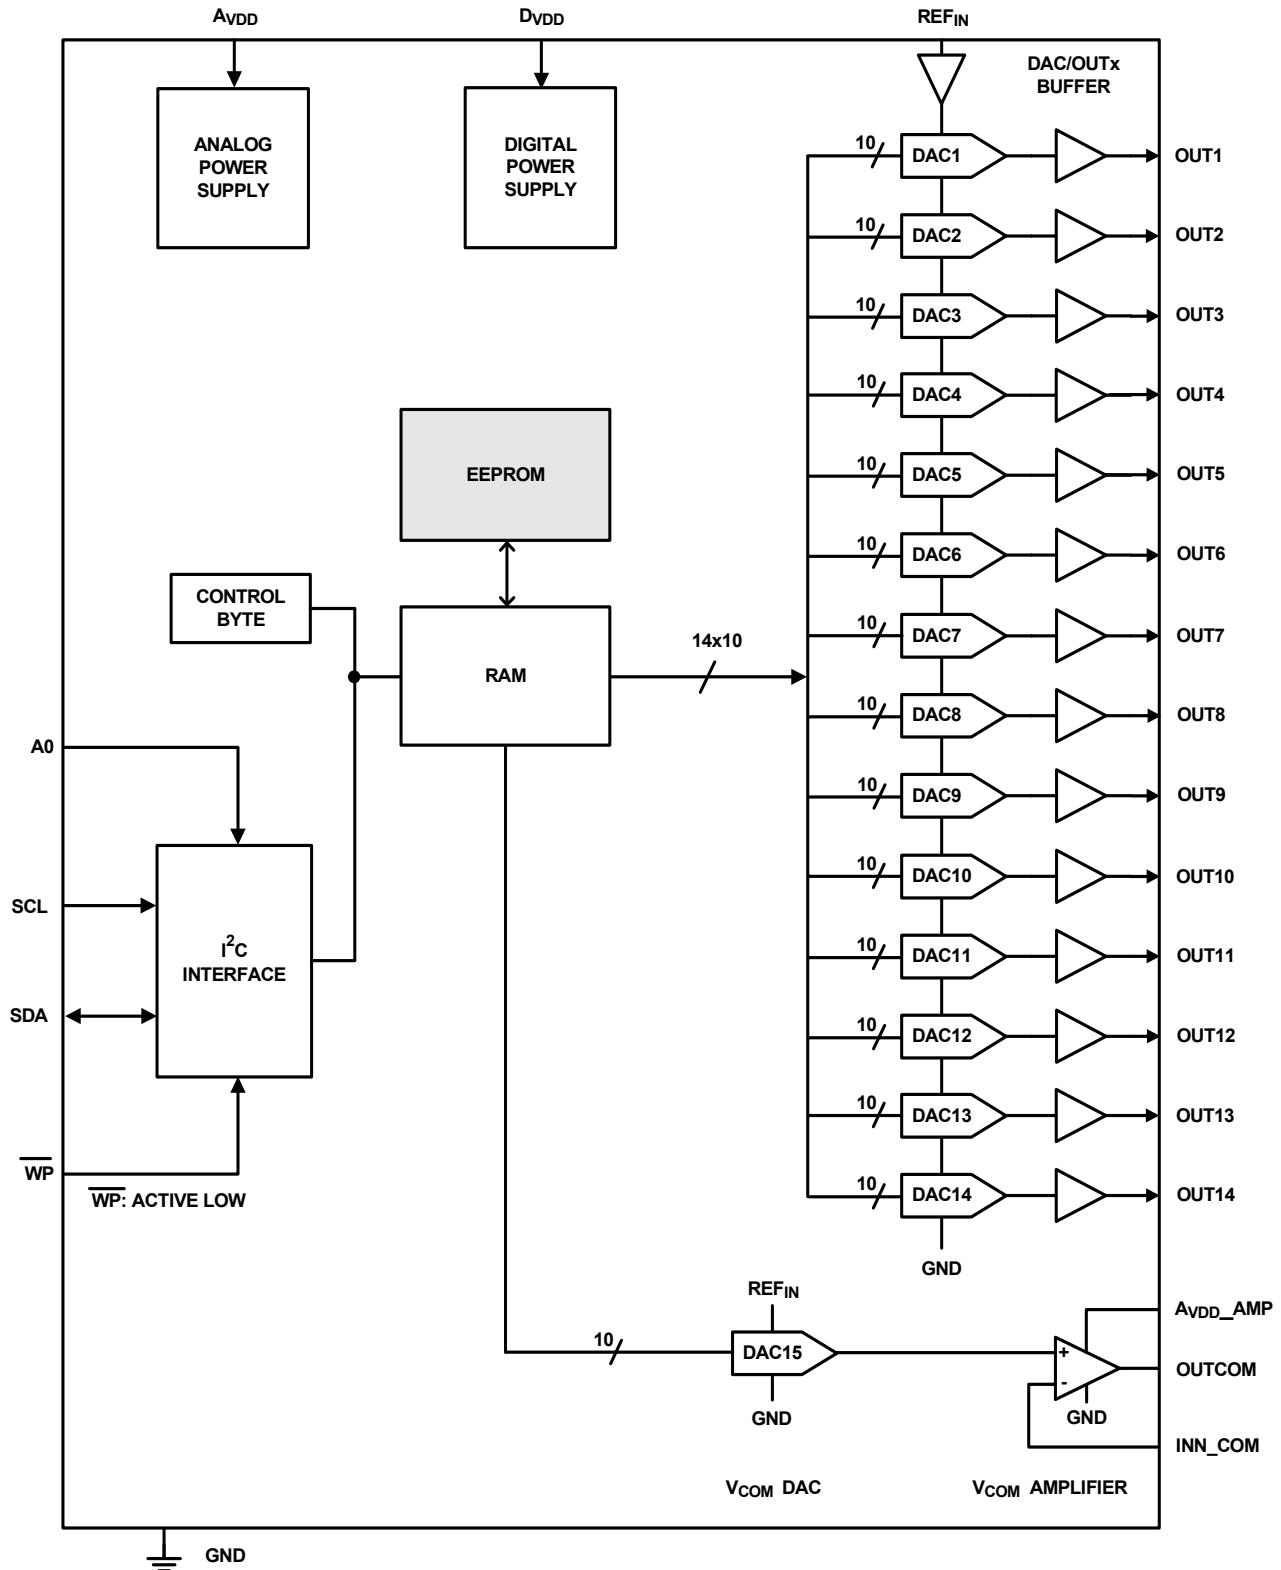 AVDD
DVDD
REFIN
DAC/OUTx
BUFFER
ANALOG
POWER
SUPPLY
DIGITAL
POWER
SUPPLY
10
DAC1
OUT1
10
DAC2
OUT2
10
DAC3
OUT3
10
DAC4
OUT4
10
DAC5
OUT5
10
DAC6
OUT6
10
DAC7
OUT7
10
DAC8
OUT8
10
DAC9
OUT9
10
DAC10
OUT10
10
DAC11
OUT11
10
DAC12
OUT12
10
DAC13
OUT13
10
DAC14
OUT14
GND
EEPROM
CONTROL
BYTE
RAM
14x10
A0
SCL
I2C
INTERFACE
SDA
WP
WP: ACTIVE LOW
REFIN
10
DAC15
GND
AVDD_AMP
+
-
OUTCOM
GND
INN_COM
VCOM DAC
VCOM AMPLIFIER
GND